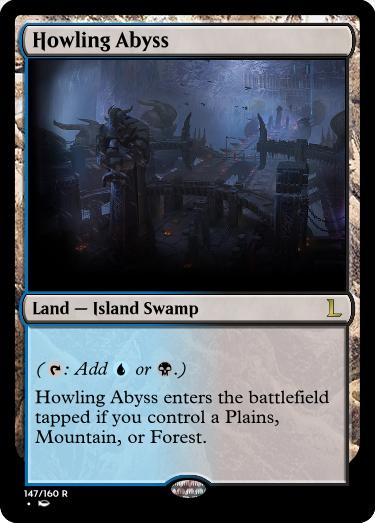 Howling Abyss
Land — Island Swamp
L
( : Add or .)
Howling Abyss enters the battlefield
tapped if you control a Plains,
Mountain, or Forest.
147/160 R